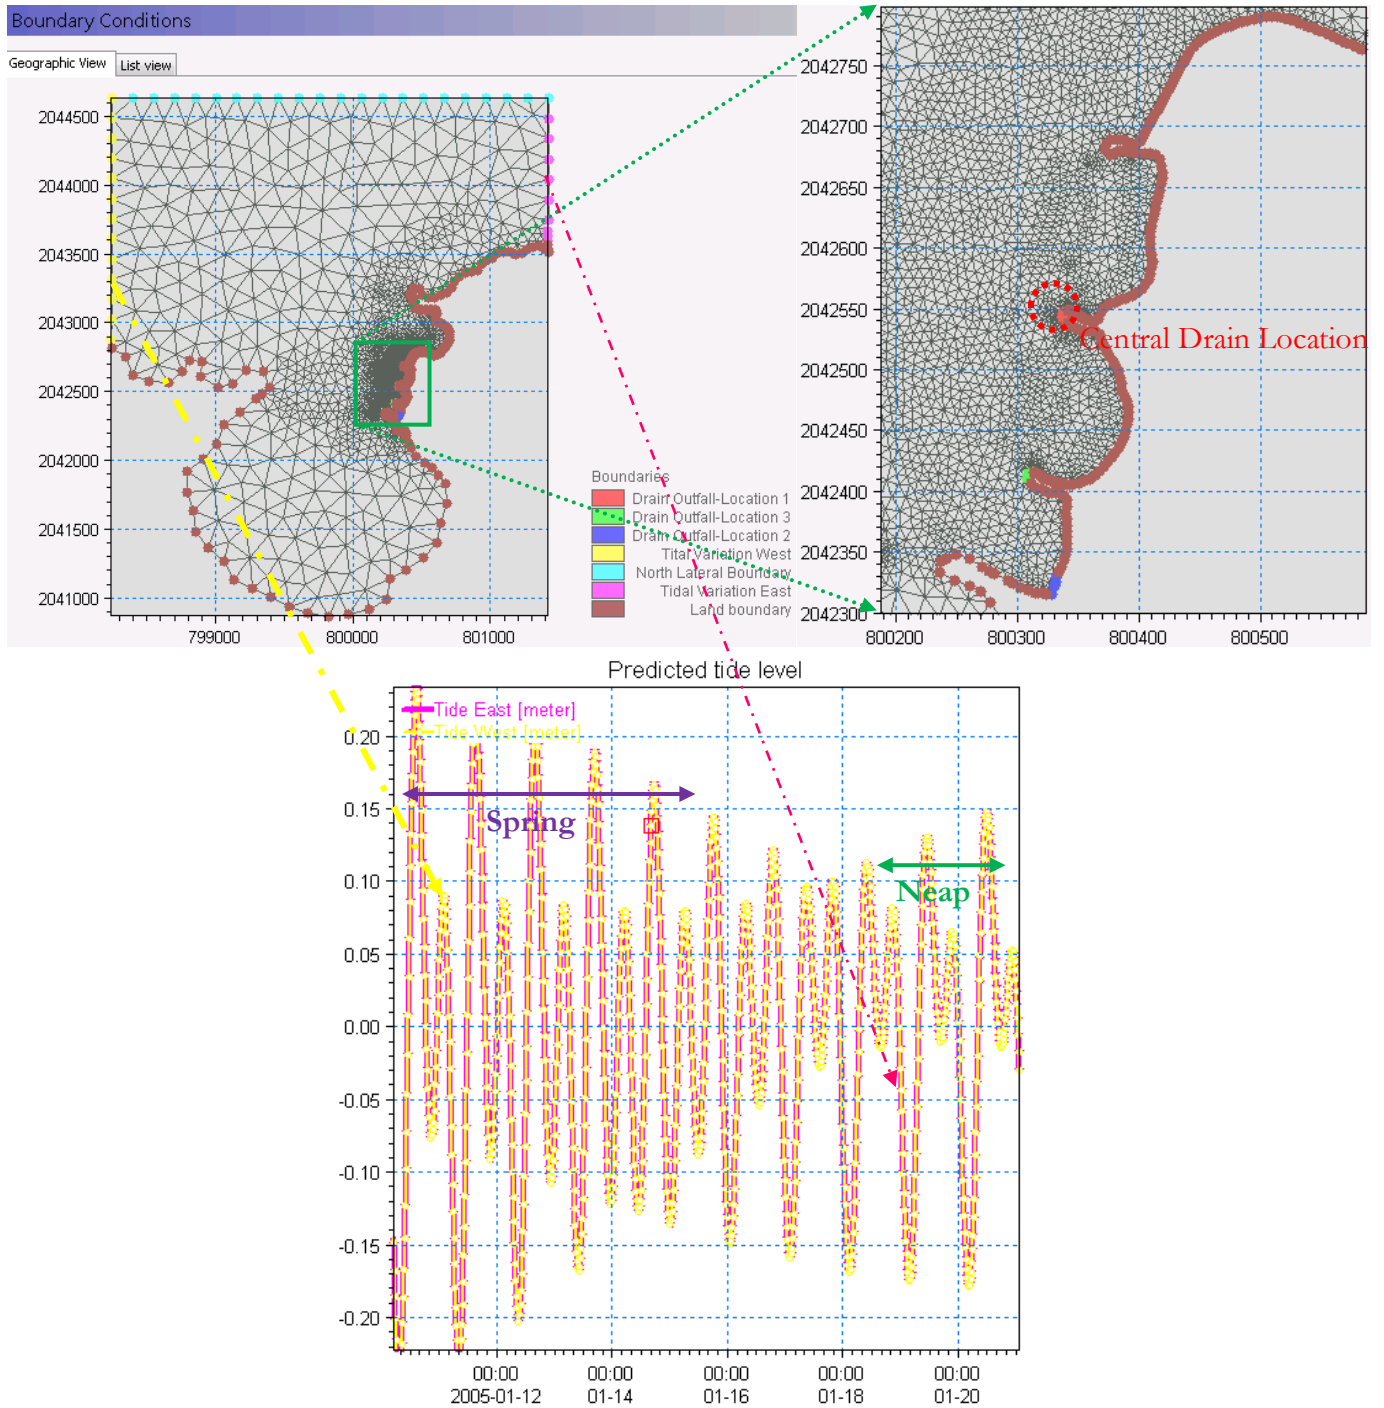 Boundary Conditions
Geographic View
List view
2044500
2044000
2043500
2043000
2042500
2042000
2041500
2041000
799000
800000
801000
Boundaries
Drain Outfall-Location 1
Drain Outfall-Location 3
Drain Outfall-Location 2
Tital Variation West
North Lateral Boundary
Tidal Variation East
Land boundary
2042750
2042700
2042650
2042600
2042550
2042500
2042450
2042400
2042350
2042300
800200
800300
800400
800500
Central Drain Location
Predicted tide level
Tide East [meter]
Tide West [meter]
Spring
Neap
0.20
0.15
0.10
0.05
0.00
-0.05
-0.10
-0.15
-0.20
00:00
2005-01-12
00:00
01-14
00:00
01-16
00:00
01-18
00:00
01-20